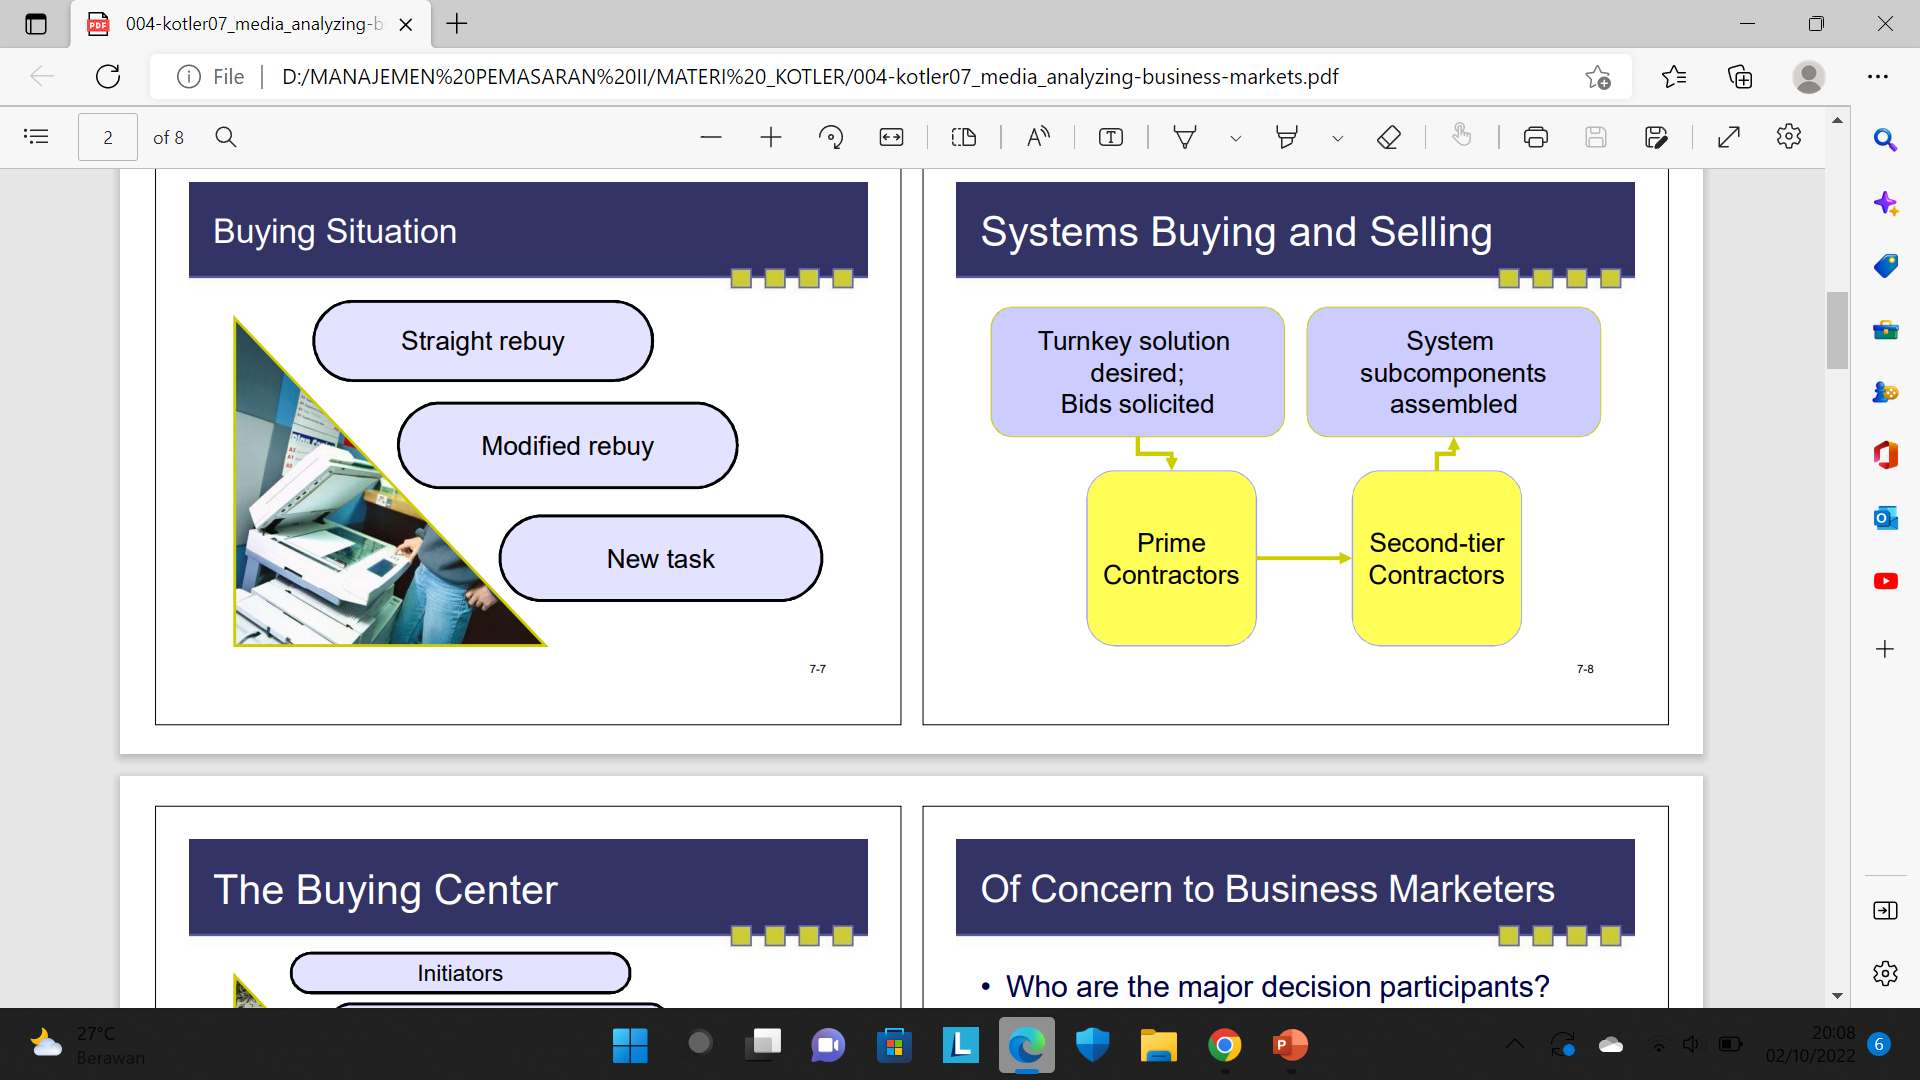 004-kotler07_media_analyzing-b
File
D:/MANAJEMEN%20PEMASARAN%20II/MATERI%20_KOTLER/004-kotler07_media_analyzing-business-markets.pdf
2
of 8
Buying Situation
Straight rebuy
Modified rebuy
New task
7-7
Systems Buying and Selling
Turnkey solution
desired;
Bids solicited
System
subcomponents
assembled
Prime
Contractors
Second-tier
Contractors
7-8
The Buying Center
Initiators
Of Concern to Business Marketers
• Who are the major decision participants?
27°C
Berawan
20:08
02/10/2022
6